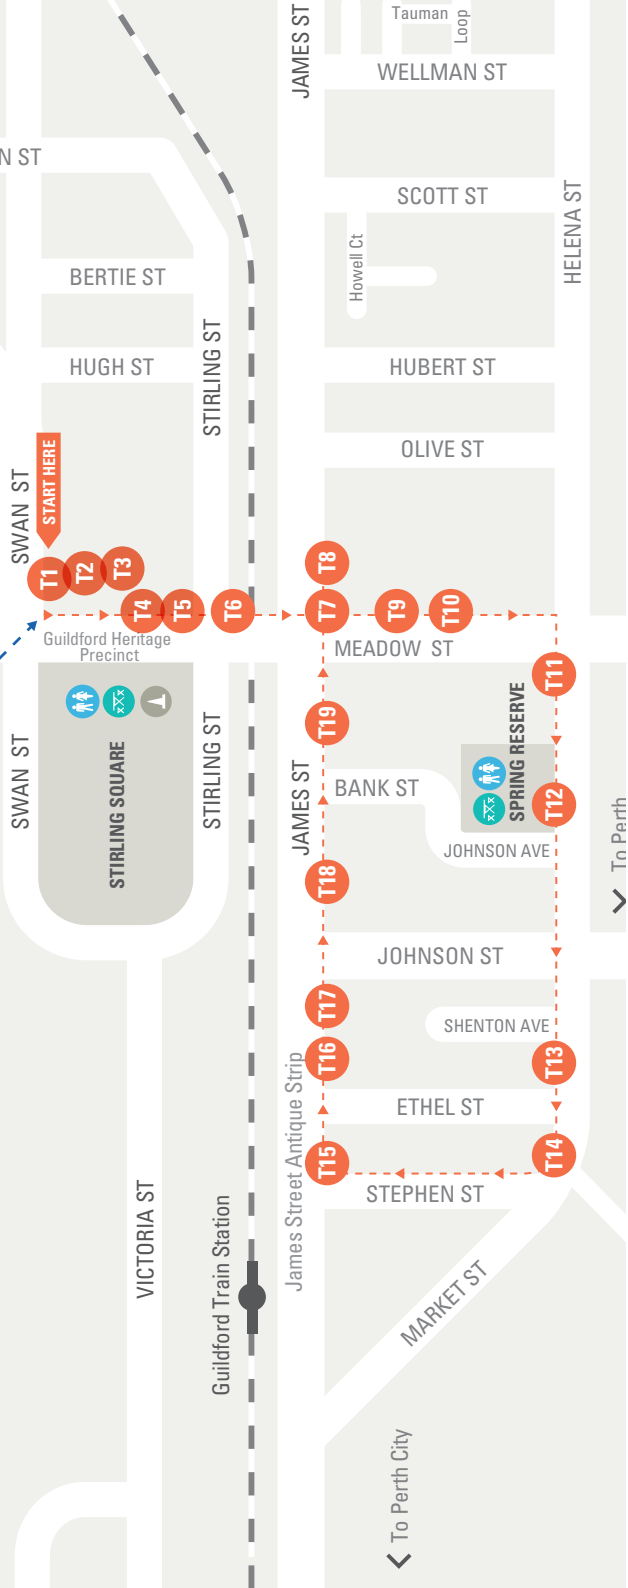 Tauman
Loop
JAMES ST
WELLMAN ST
N ST
SCOTT ST
HELENA ST
Howell Ct
BERTIE ST
STIRLING ST
HUGH ST
HUBERT ST
OLIVE ST
SWAN ST
START HERE
T1
T2
T3
T4
T5
T6
T7
T8
T9
T10
Guildford Heritage
Precinct
MEADOW ST
T11
SWAN ST
STIRLING SQUARE
STIRLING ST
T19
JAMES ST
BANK ST
SPRING RESERVE
T12
JOHNSON AVE
To Perth
T18
JOHNSON ST
T17
SHENTON AVE
T16
T13
James Street Antique Strip
ETHEL ST
T15
T14
STEPHEN ST
VICTORIA ST
Guildford Train Station
MARKET ST
To Perth City